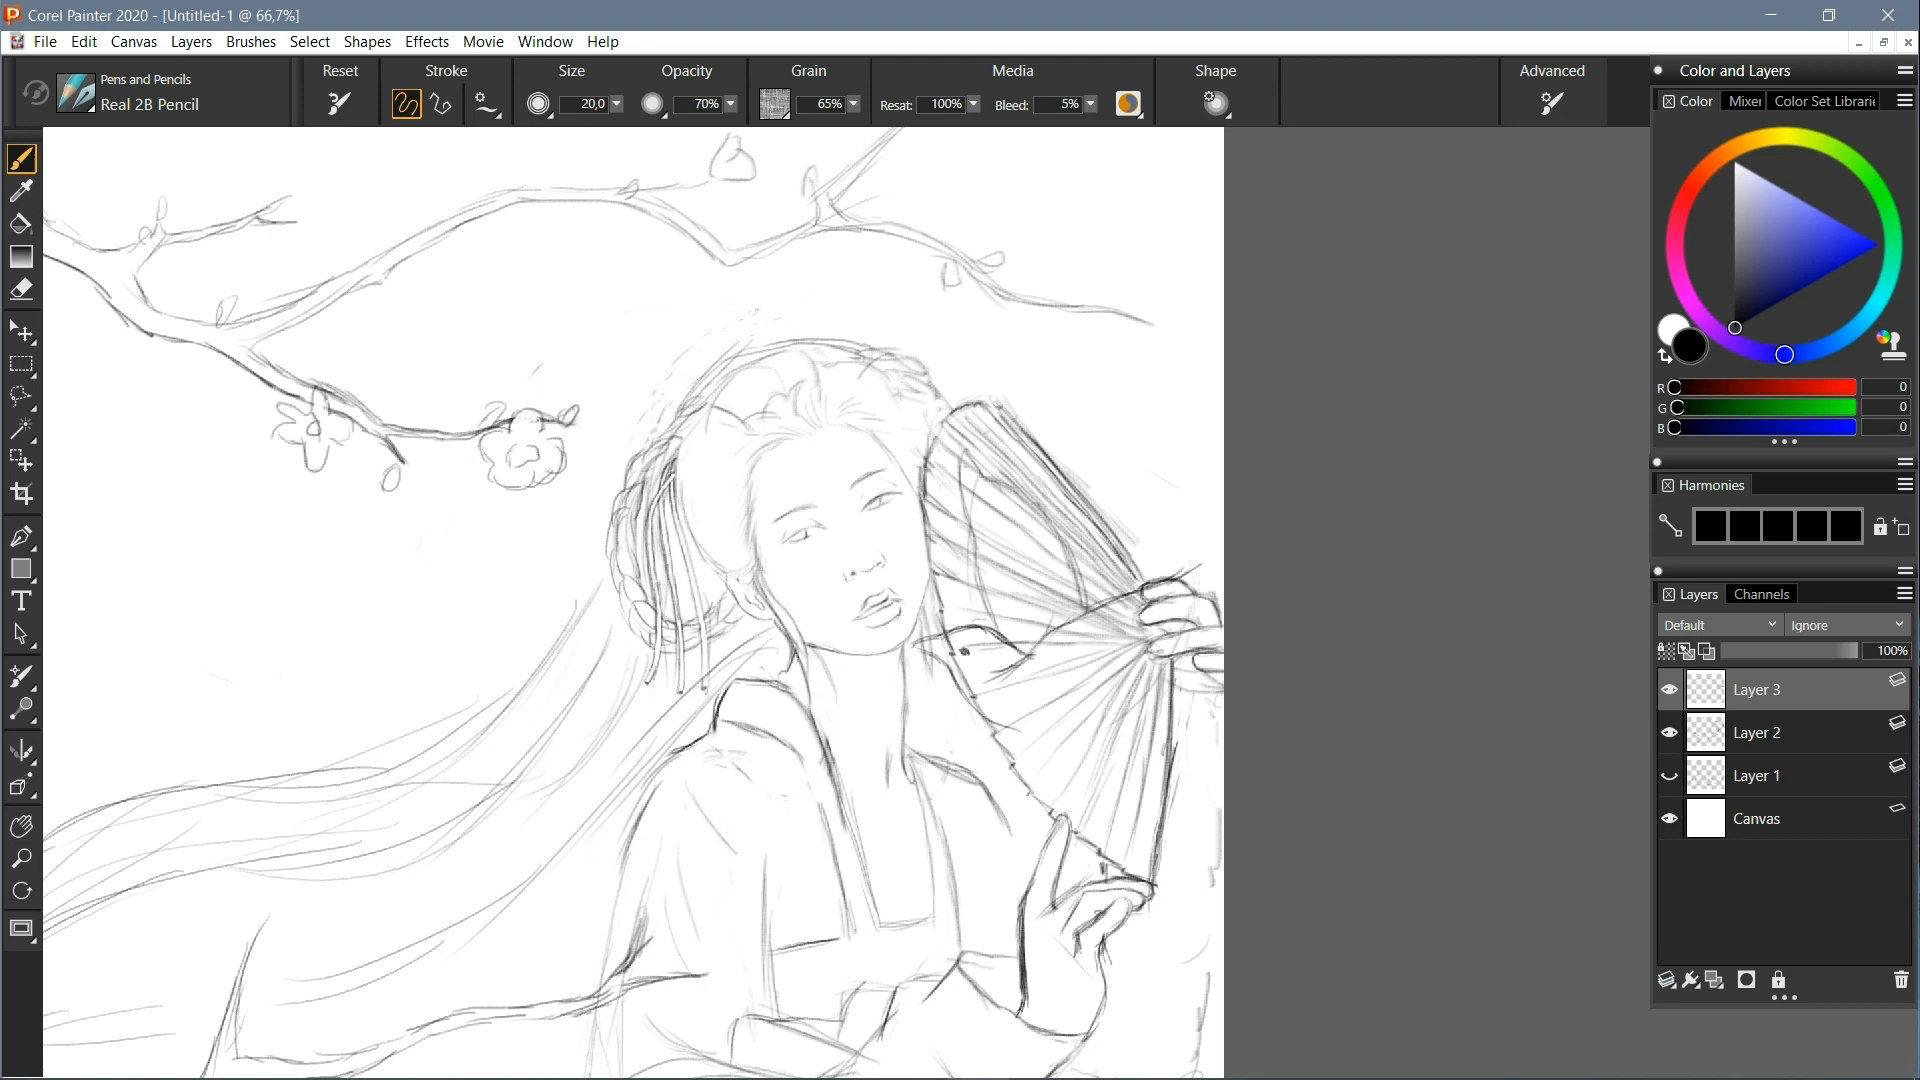 Corel Painter 2020 - [Untitled-1 @ 66,7%]
File Edit Canvas Layers Brushes Select Shapes Effects Movie Window Help
Pens and Pencils
Real 2B Pencil
Reset Stroke Size Opacity Grain Media Shape Advanced
20,0 70% 65% Resat: 100% Bleed: 5%
Color and Layers
Color Mixer Color Set Librarie
R 0
G 0
B 0
Harmonies
Layers Channels
Default Ignore
100%
Layer 3
Layer 2
Layer 1
Canvas